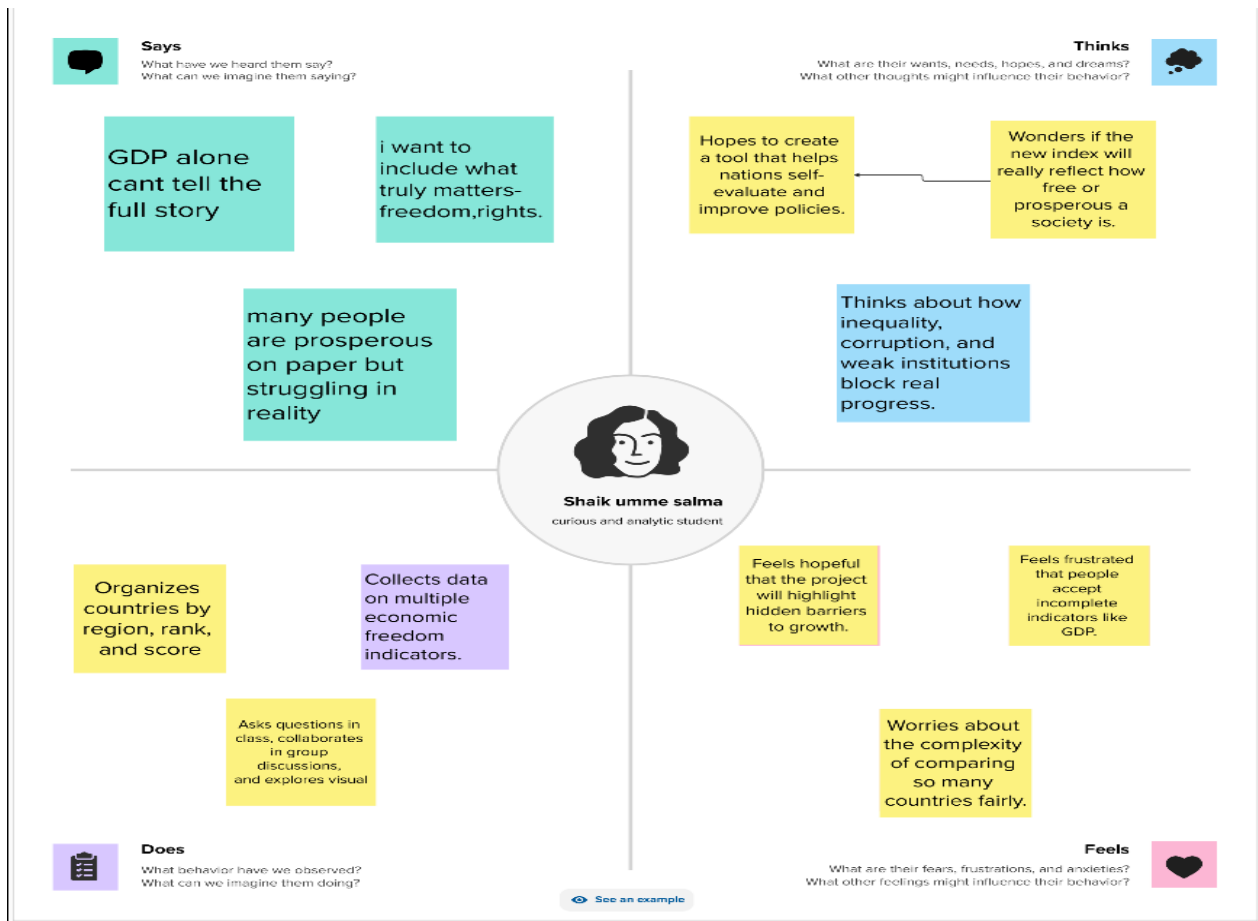 Says
What have we heard them say?
What can we imagine them saying?
GDP alone
cant tell the
full story
i want to
include what
truly matters-
freedom,rights.
many people
are prosperous
on paper but
struggling in
reality
Thinks
What are their wants, needs, hopes, and dreams?
What other thoughts might influence their behavior?
Hopes to create
a tool that helps
nations self-
evaluate and
improve policies.
Wonders if the
new index will
really reflect how
free or
prosperous a
society is.
Thinks about how
inequality,
corruption, and
weak institutions
block real
progress.
Shaik umme salma
curious and analytic student
Organizes
countries by
region, rank,
and score
Collects data
on multiple
economic
freedom
indicators.
Asks questions in
class, collaborates
in group
discussions,
and explores visual
Does
What behavior have we observed?
What can we imagine them doing?
Feels hopeful
that the project
will highlight
hidden barriers
to growth.
Feels frustrated
that people
accept
incomplete
indicators like
GDP.
Worries about
the complexity
of comparing
so many
countries fairly.
Feels
What are their fears, frustrations, and anxieties?
What other feelings might influence their behavior?
See an example